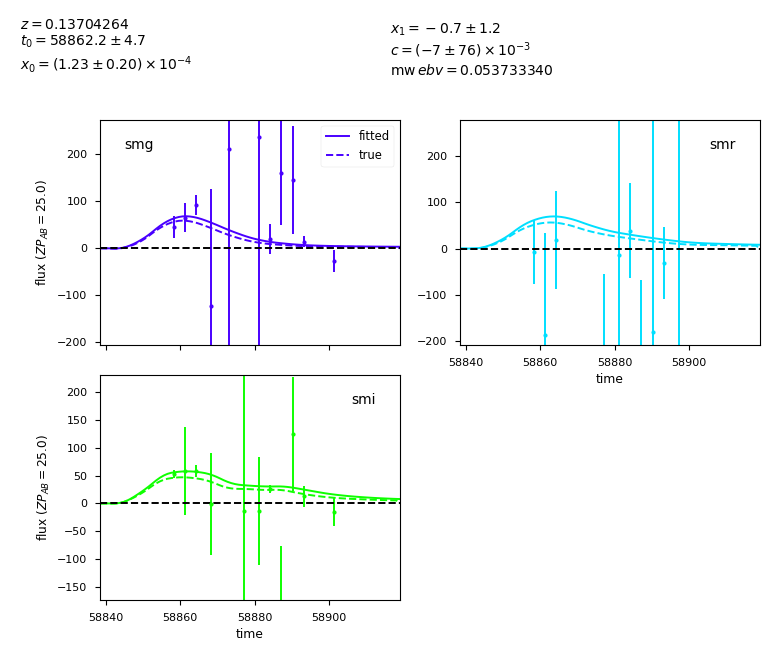 z = 0.13704264
t₀ = 58862.2 ± 4.7
x₀ = (1.23 ± 0.20) × 10⁻⁴
x₁ = −0.7 ± 1.2
c = (−7 ± 76) × 10⁻³
mw ebv = 0.053733340
smg
fitted
true
200
100
0
−100
−200
flux (ZP_AB = 25.0)
smr
200
100
0
−100
−200
58840 58860 58880 58900
time
smi
200
150
100
50
0
−50
−100
−150
flux (ZP_AB = 25.0)
58840 58860 58880 58900
time